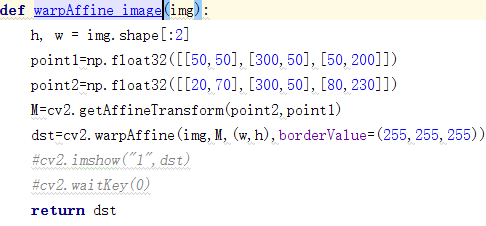 def warpAffine_image(img):
h, w = img.shape[:2]
point1=np.float32([[50,50],[300,50],[50,200]])
point2=np.float32([[20,70],[300,50],[80,230]])
M=cv2.getAffineTransform(point2,point1)
dst=cv2.warpAffine(img,M,(w,h),borderValue=(255,255,255))
#cv2.imshow("1",dst)
#cv2.waitKey(0)
return dst